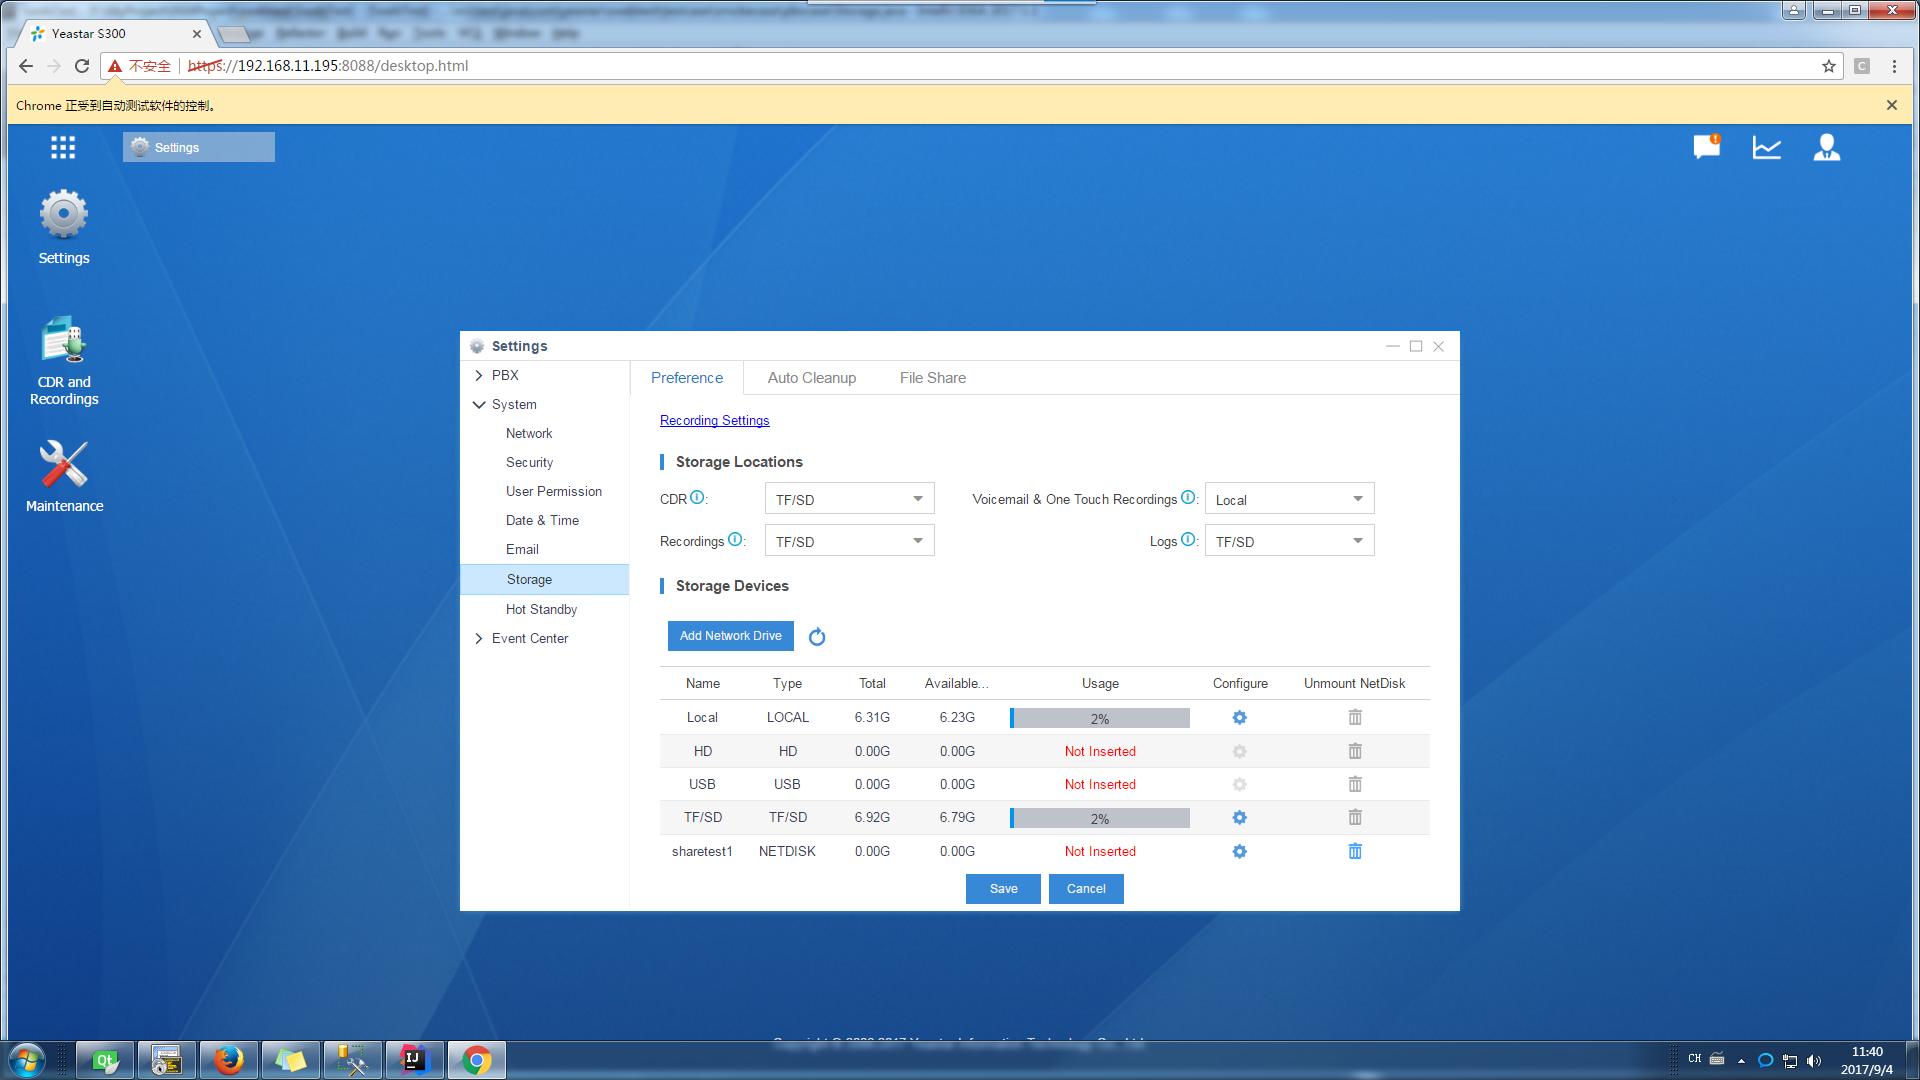 Yeastar S300
不安全 https://192.168.11.195:8088/desktop.html
Chrome 正受到自动测试软件的控制。
Settings
Settings
CDR and
Recordings
Maintenance
Settings
PBX
System
Network
Security
User Permission
Date & Time
Email
Storage
Hot Standby
Event Center
Preference Auto Cleanup File Share
Recording Settings
Storage Locations
CDR : TF/SD Voicemail & One Touch Recordings : Local
Recordings : TF/SD Logs : TF/SD
Storage Devices
Add Network Drive
Name Type Total Available... Usage Configure Unmount NetDisk
Local LOCAL 6.31G 6.23G 2%
HD HD 0.00G 0.00G Not Inserted
USB USB 0.00G 0.00G Not Inserted
TF/SD TF/SD 6.92G 6.79G 2%
sharetest1 NETDISK 0.00G 0.00G Not Inserted
Save Cancel
CH
11:40
2017/9/4